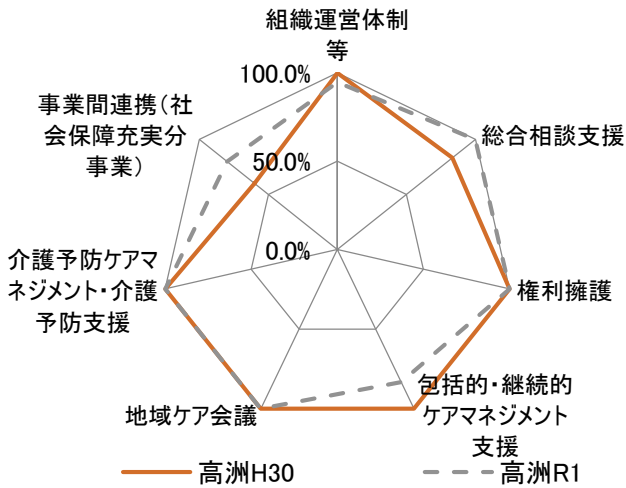 組織運営体制
等
100.0%
事業間連携（社
会保障充実分
事業）
総合相談支援
50.0%
0.0%
介護予防ケアマ
ネジメント・介護
予防支援
権利擁護
包括的・継続的
ケアマネジメント
支援
地域ケア会議
高洲H30
高洲R1